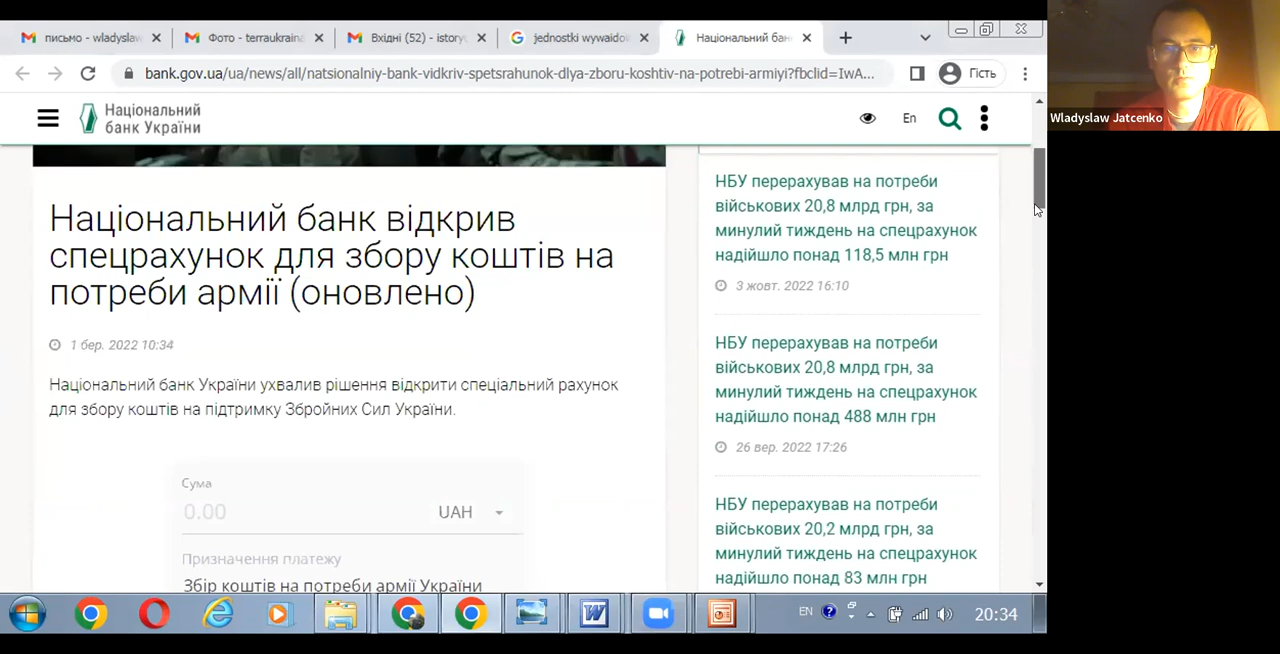 письмо - wladyslaw
Фото - terraukraina
Вхідні (52) - istory
jednostki wywaidow
Національний бан
bank.gov.ua/ua/news/all/natsionalniy-bank-vidkriv-spetsrahunok-dlya-zboru-koshtiv-na-potrebi-armiyi?fbclid=IwA...
Гість
Національний
банк України
En
Wladyslaw Jatcenko
Національний банк відкрив
спецрахунок для збору коштів на
потреби армії (оновлено)
1 бер. 2022 10:34
Національний банк України ухвалив рішення відкрити спеціальний рахунок
для збору коштів на підтримку Збройних Сил України.
Сума
0.00 UAH
Призначення платежу
Збір коштів на потреби армії України
НБУ перерахував на потреби
військових 20,8 млрд грн, за
минулий тиждень на спецрахунок
надійшло понад 118,5 млн грн
3 жовт. 2022 16:10
НБУ перерахував на потреби
військових 20,8 млрд грн, за
минулий тиждень на спецрахунок
надійшло понад 488 млн грн
26 вер. 2022 17:26
НБУ перерахував на потреби
військових 20,2 млрд грн, за
минулий тиждень на спецрахунок
надійшло понад 83 млн грн
EN
20:34